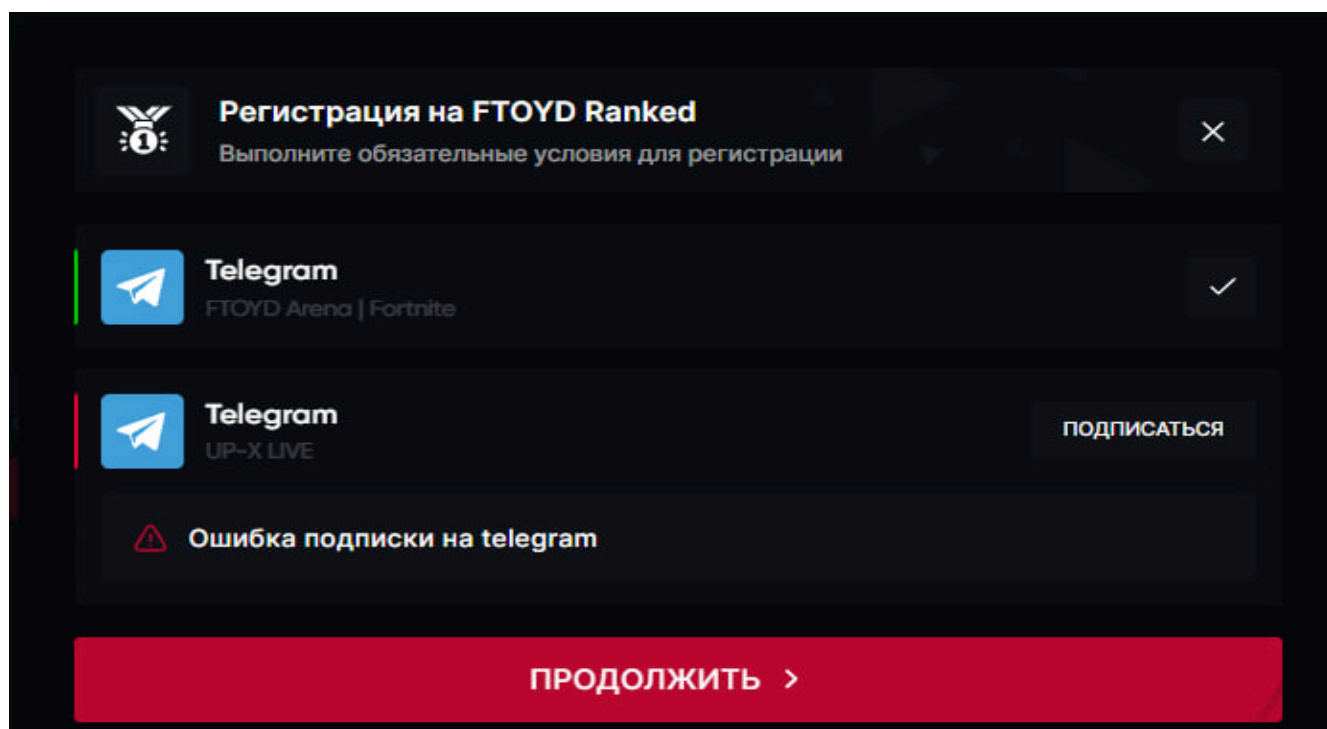 Регистрация на FTOYD Ranked
Выполните обязательные условия для регистрации
Telegram
FTOYD Arena | Fortnite
Telegram
UP-X LIVE
ПОДПИСАТЬСЯ
Ошибка подписки на telegram
ПРОДОЛЖИТЬ >